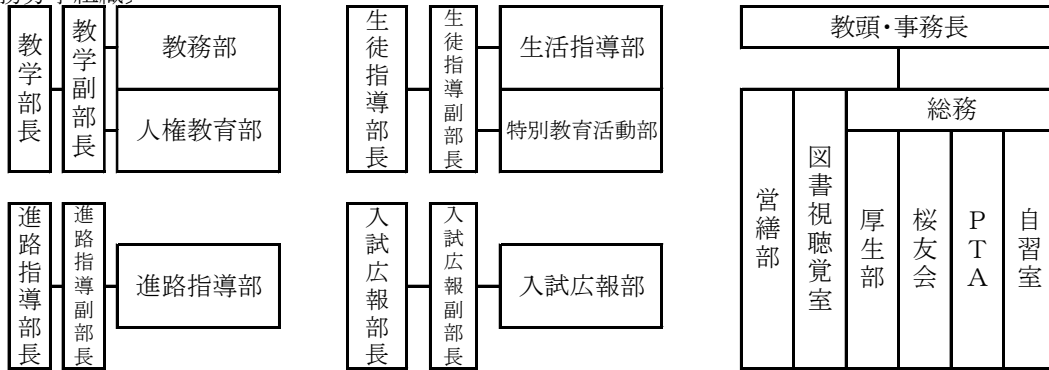 教学部長
教学副部長
教務部
人権教育部
生徒指導部長
生徒指導副部長
生活指導部
特別教育活動部
教頭・事務長
営繕部
図書視聴覚室
総務
厚生部
桜友会
PTA
自習室
進路指導部長
進路指導副部長
進路指導部
入試広報部長
入試広報副部長
入試広報部